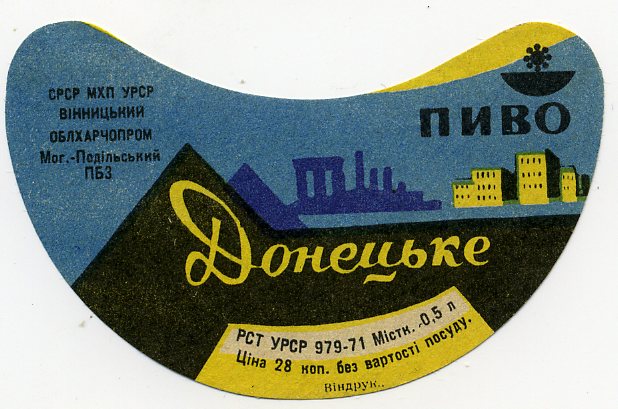 СРСР МХП УРСР
ВІННИЦЬКИЙ
ОБЛХАРЧОПРОМ
Мог.-Подільський
ПБЗ
ПИВО
Донецьке
РСТ УРСР 979-71 Містк. -0,5 л
Ціна 28 коп. без вартості посуду.
Віндрук..